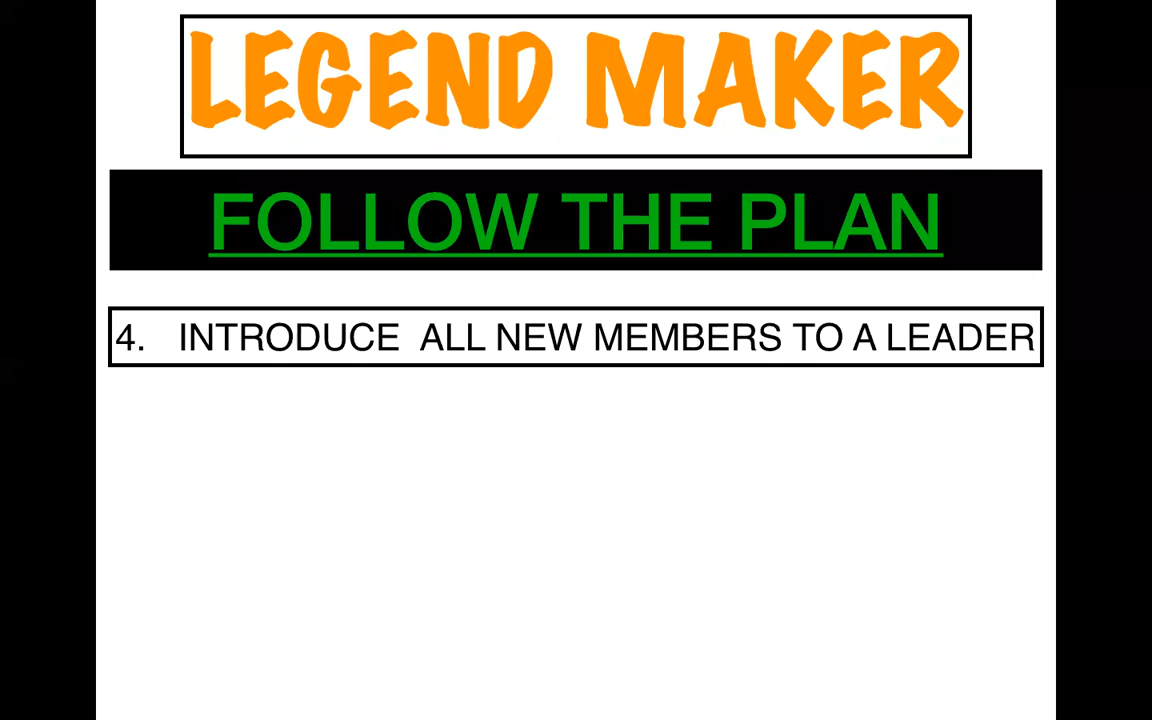 LEGEND MAKER
FOLLOW THE PLAN
4. INTRODUCE ALL NEW MEMBERS TO A LEADER